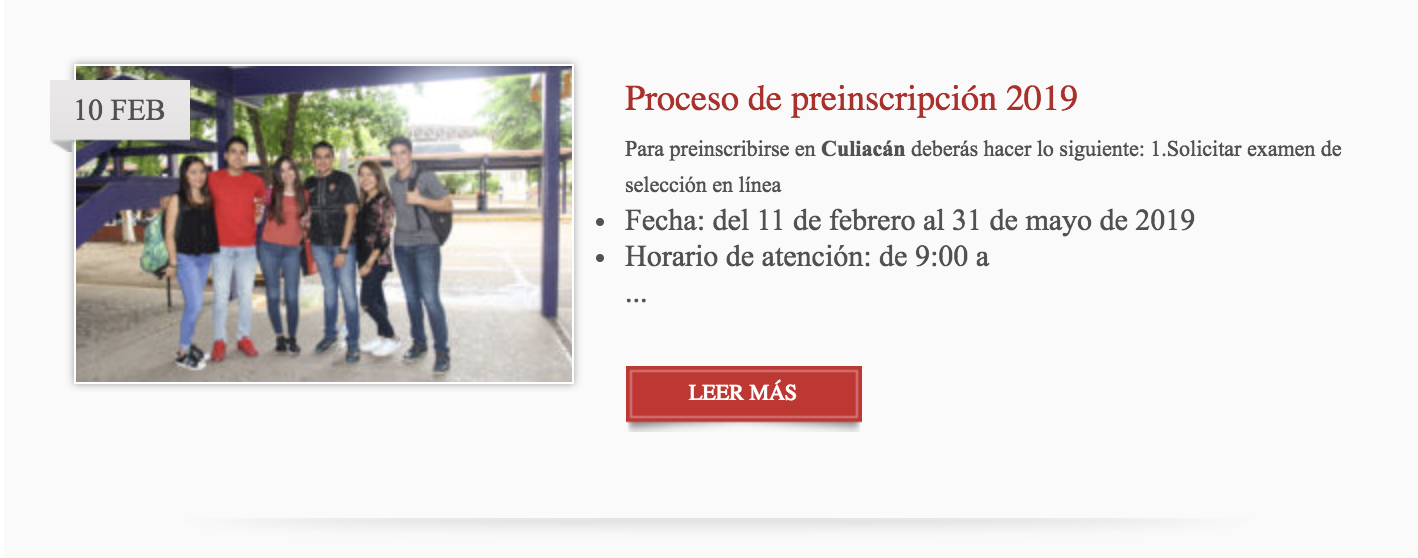 10 FEB
Proceso de preinscripción 2019
Para preinscribirse en Culiacán deberás hacer lo siguiente: 1.Solicitar examen de
selección en línea
Fecha: del 11 de febrero al 31 de mayo de 2019
Horario de atención: de 9:00 a
...
LEER MÁS